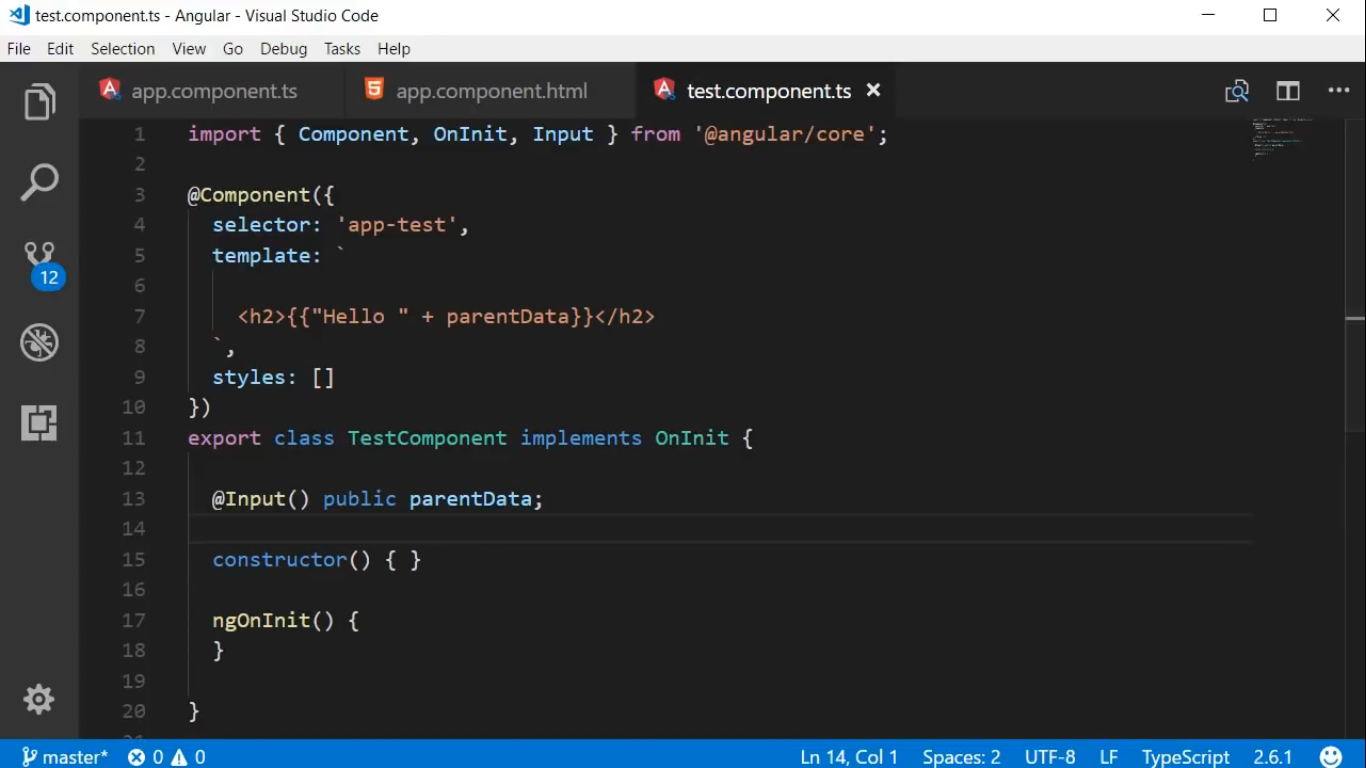 test.component.ts - Angular - Visual Studio Code
File Edit Selection View Go Debug Tasks Help
app.component.ts app.component.html test.component.ts
1 import { Component, OnInit, Input } from '@angular/core';
2
3 @Component({
4 selector: 'app-test',
5 template: `
6
7 <h2>{{"Hello " + parentData}}</h2>
8 `,
9 styles: []
10 })
11 export class TestComponent implements OnInit {
12
13 @Input() public parentData;
14
15 constructor() { }
16
17 ngOnInit() {
18 }
19
20 }
12
master* 0 0 Ln 14, Col 1 Spaces: 2 UTF-8 LF TypeScript 2.6.1